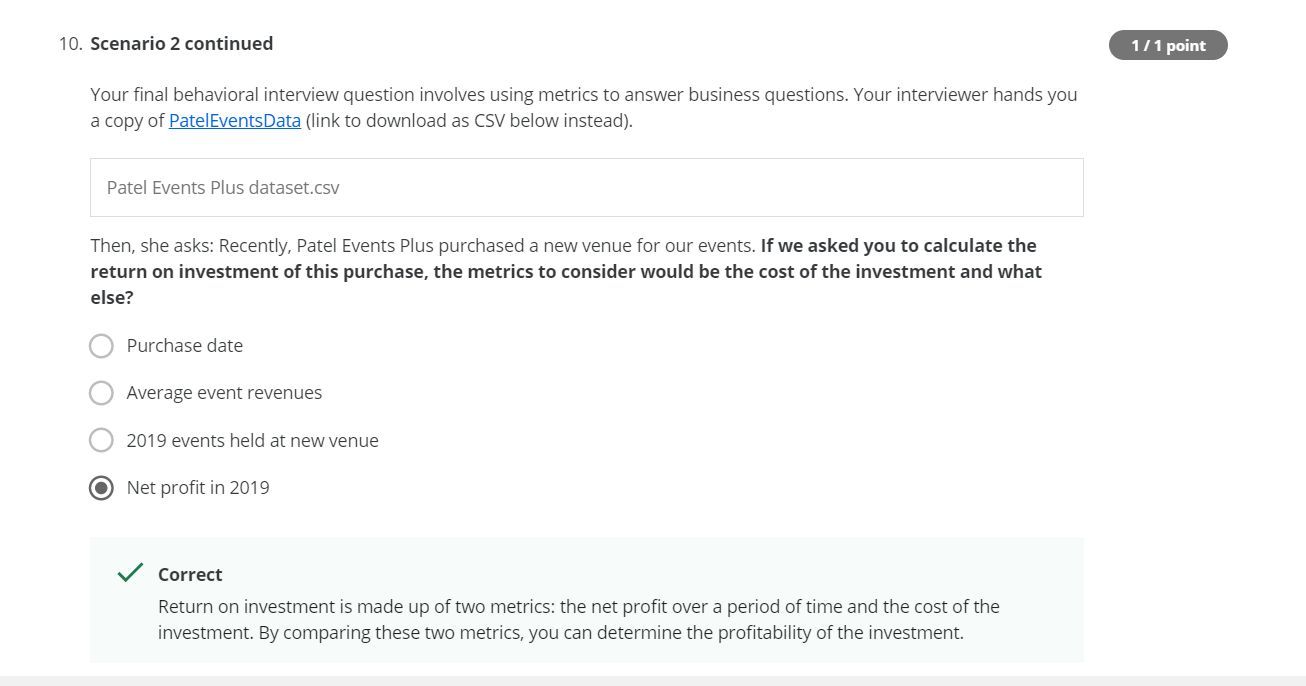 10. Scenario 2 continued
1 / 1 point
Your final behavioral interview question involves using metrics to answer business questions. Your interviewer hands you
a copy of PatelEventsData (link to download as CSV below instead).
Patel Events Plus dataset.csv
Then, she asks: Recently, Patel Events Plus purchased a new venue for our events. If we asked you to calculate the
return on investment of this purchase, the metrics to consider would be the cost of the investment and what
else?
Purchase date
Average event revenues
2019 events held at new venue
Net profit in 2019
Correct
Return on investment is made up of two metrics: the net profit over a period of time and the cost of the
investment. By comparing these two metrics, you can determine the profitability of the investment.